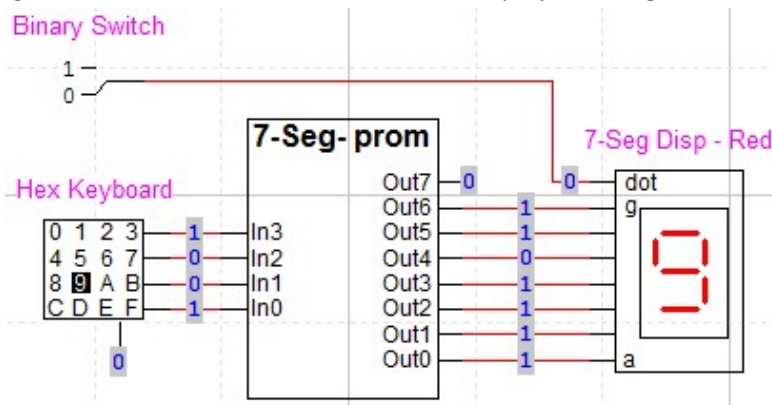 Binary Switch
1
0
7-Seg- prom
7-Seg Disp - Red
Out7 0 0 dot
Hex Keyboard
Out6 1 g
0 1 2 3 1 In3 Out5 1
4 5 6 7 0 In2 Out4 0
8 9 A B 0 In1 Out3 1
C D E F 1 In0 Out2 1
Out1 1
0 Out0 1 a
9